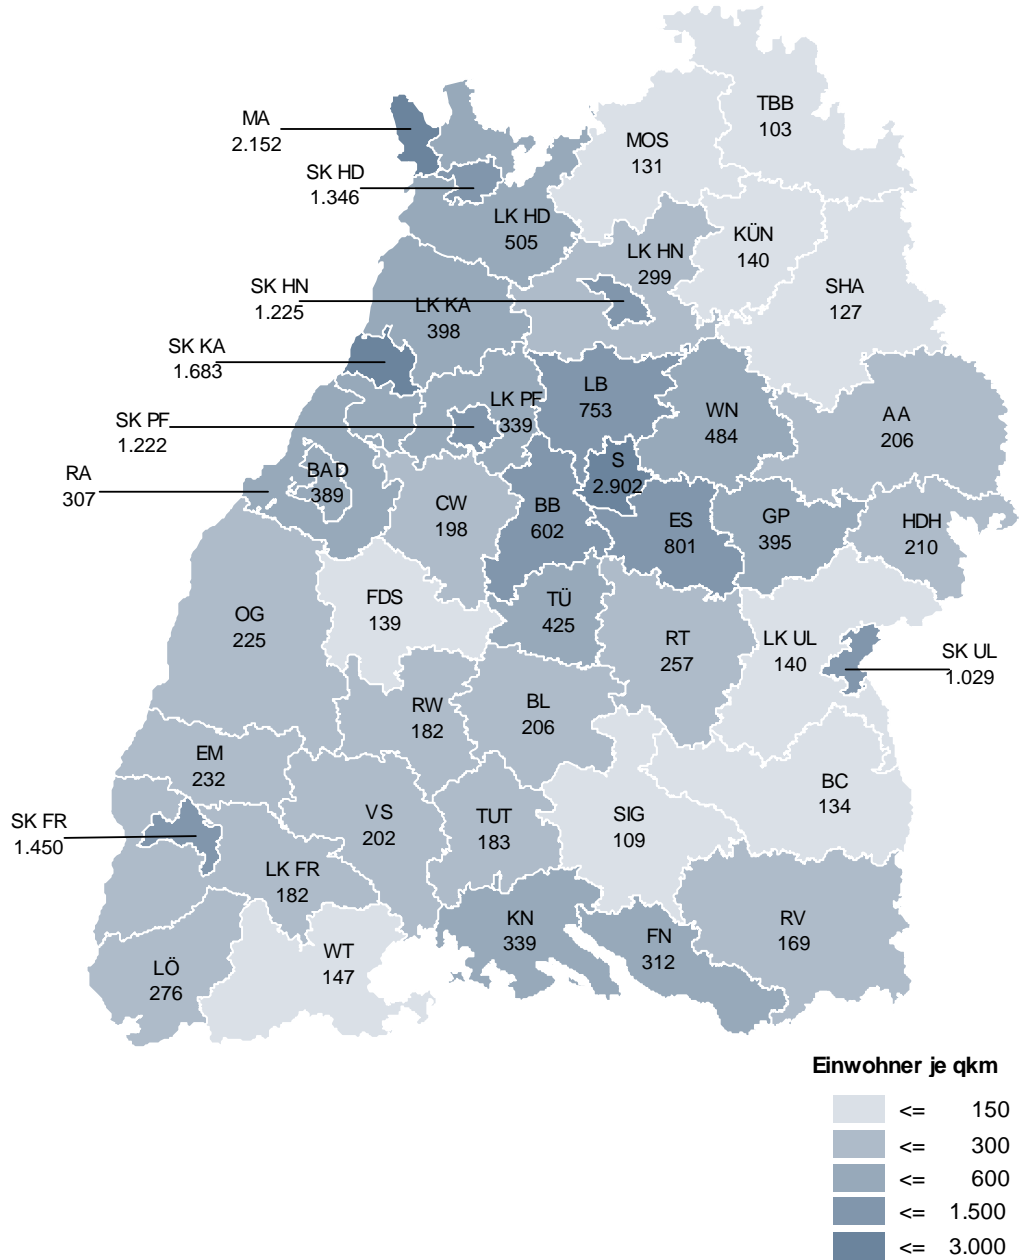 TBB
103
MA
2.152
MOS
131
SK HD
1.346
LK HD
505
KÜN
140
LK HN
299
SHA
127
SK HN
1.225
LK KA
398
SK KA
1.683
LB
753
LK PF
339
WN
484
AA
206
SK PF
1.222
S
2.902
RA
307
BAD
389
CW
198
BB
602
ES
801
GP
395
HDH
210
FDS
139
TÜ
425
OG
225
RT
257
LK UL
140
SK UL
1.029
RW
182
BL
206
EM
232
BC
134
SK FR
1.450
VS
202
TUT
183
SIG
109
LK FR
182
KN
339
RV
169
FN
312
WT
147
LÖ
276
Einwohner je qkm
<= 150
<= 300
<= 600
<= 1.500
<= 3.000